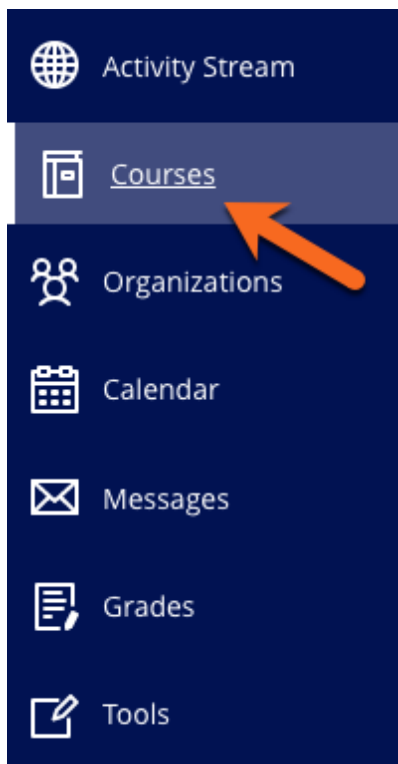 Activity Stream
Courses
Organizations
Calendar
Messages
Grades
Tools